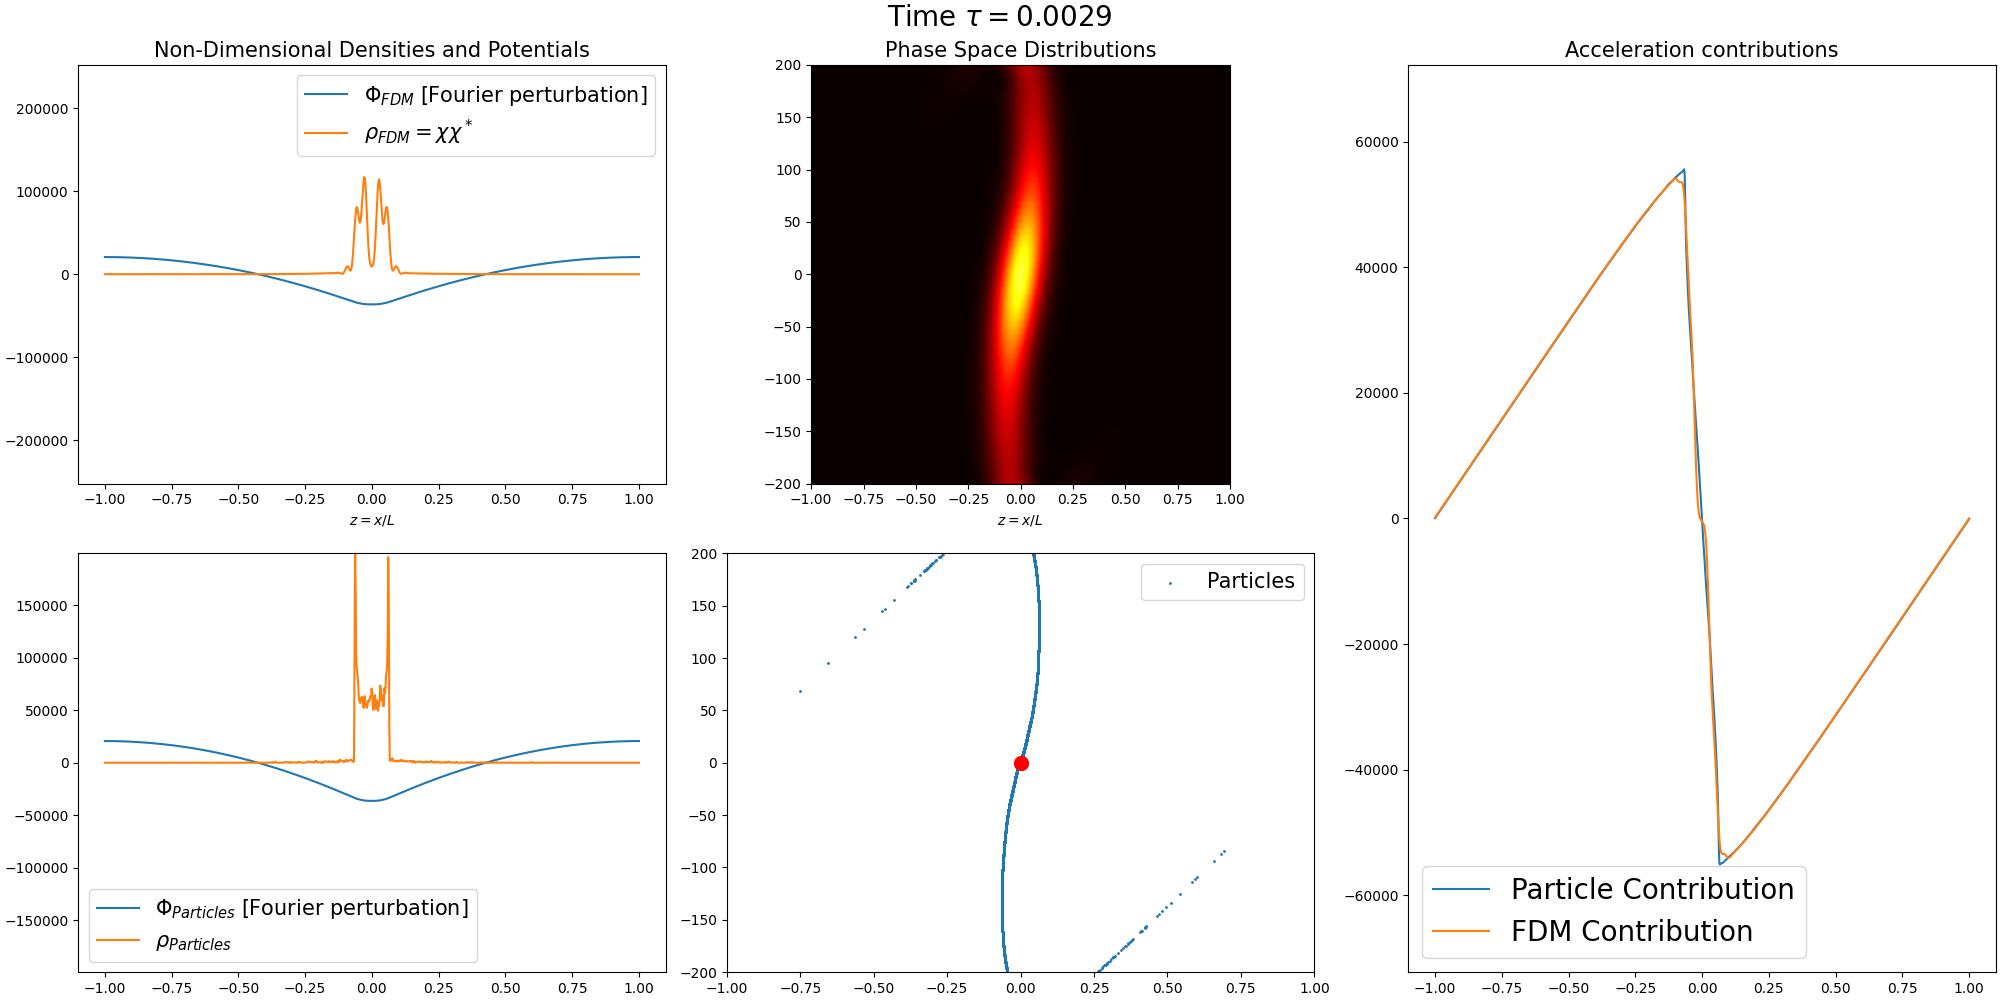 Time τ = 0.0029
Non-Dimensional Densities and Potentials
Φ_FDM [Fourier perturbation]
ρ_FDM = χχ*
200000
100000
0
−100000
−200000
−1.00 −0.75 −0.50 −0.25 0.00 0.25 0.50 0.75 1.00
z = x/L
Phase Space Distributions
200
150
100
50
0
−50
−100
−150
−200
−1.00 −0.75 −0.50 −0.25 0.00 0.25 0.50 0.75 1.00
z = x/L
Acceleration contributions
60000
40000
20000
0
−20000
−40000
−60000
Particle Contribution
FDM Contribution
−1.00 −0.75 −0.50 −0.25 0.00 0.25 0.50 0.75 1.00
150000
100000
50000
0
−50000
−100000
−150000
Φ_Particles [Fourier perturbation]
ρ_Particles
−1.00 −0.75 −0.50 −0.25 0.00 0.25 0.50 0.75 1.00
Particles
200
150
100
50
0
−50
−100
−150
−200
−1.00 −0.75 −0.50 −0.25 0.00 0.25 0.50 0.75 1.00